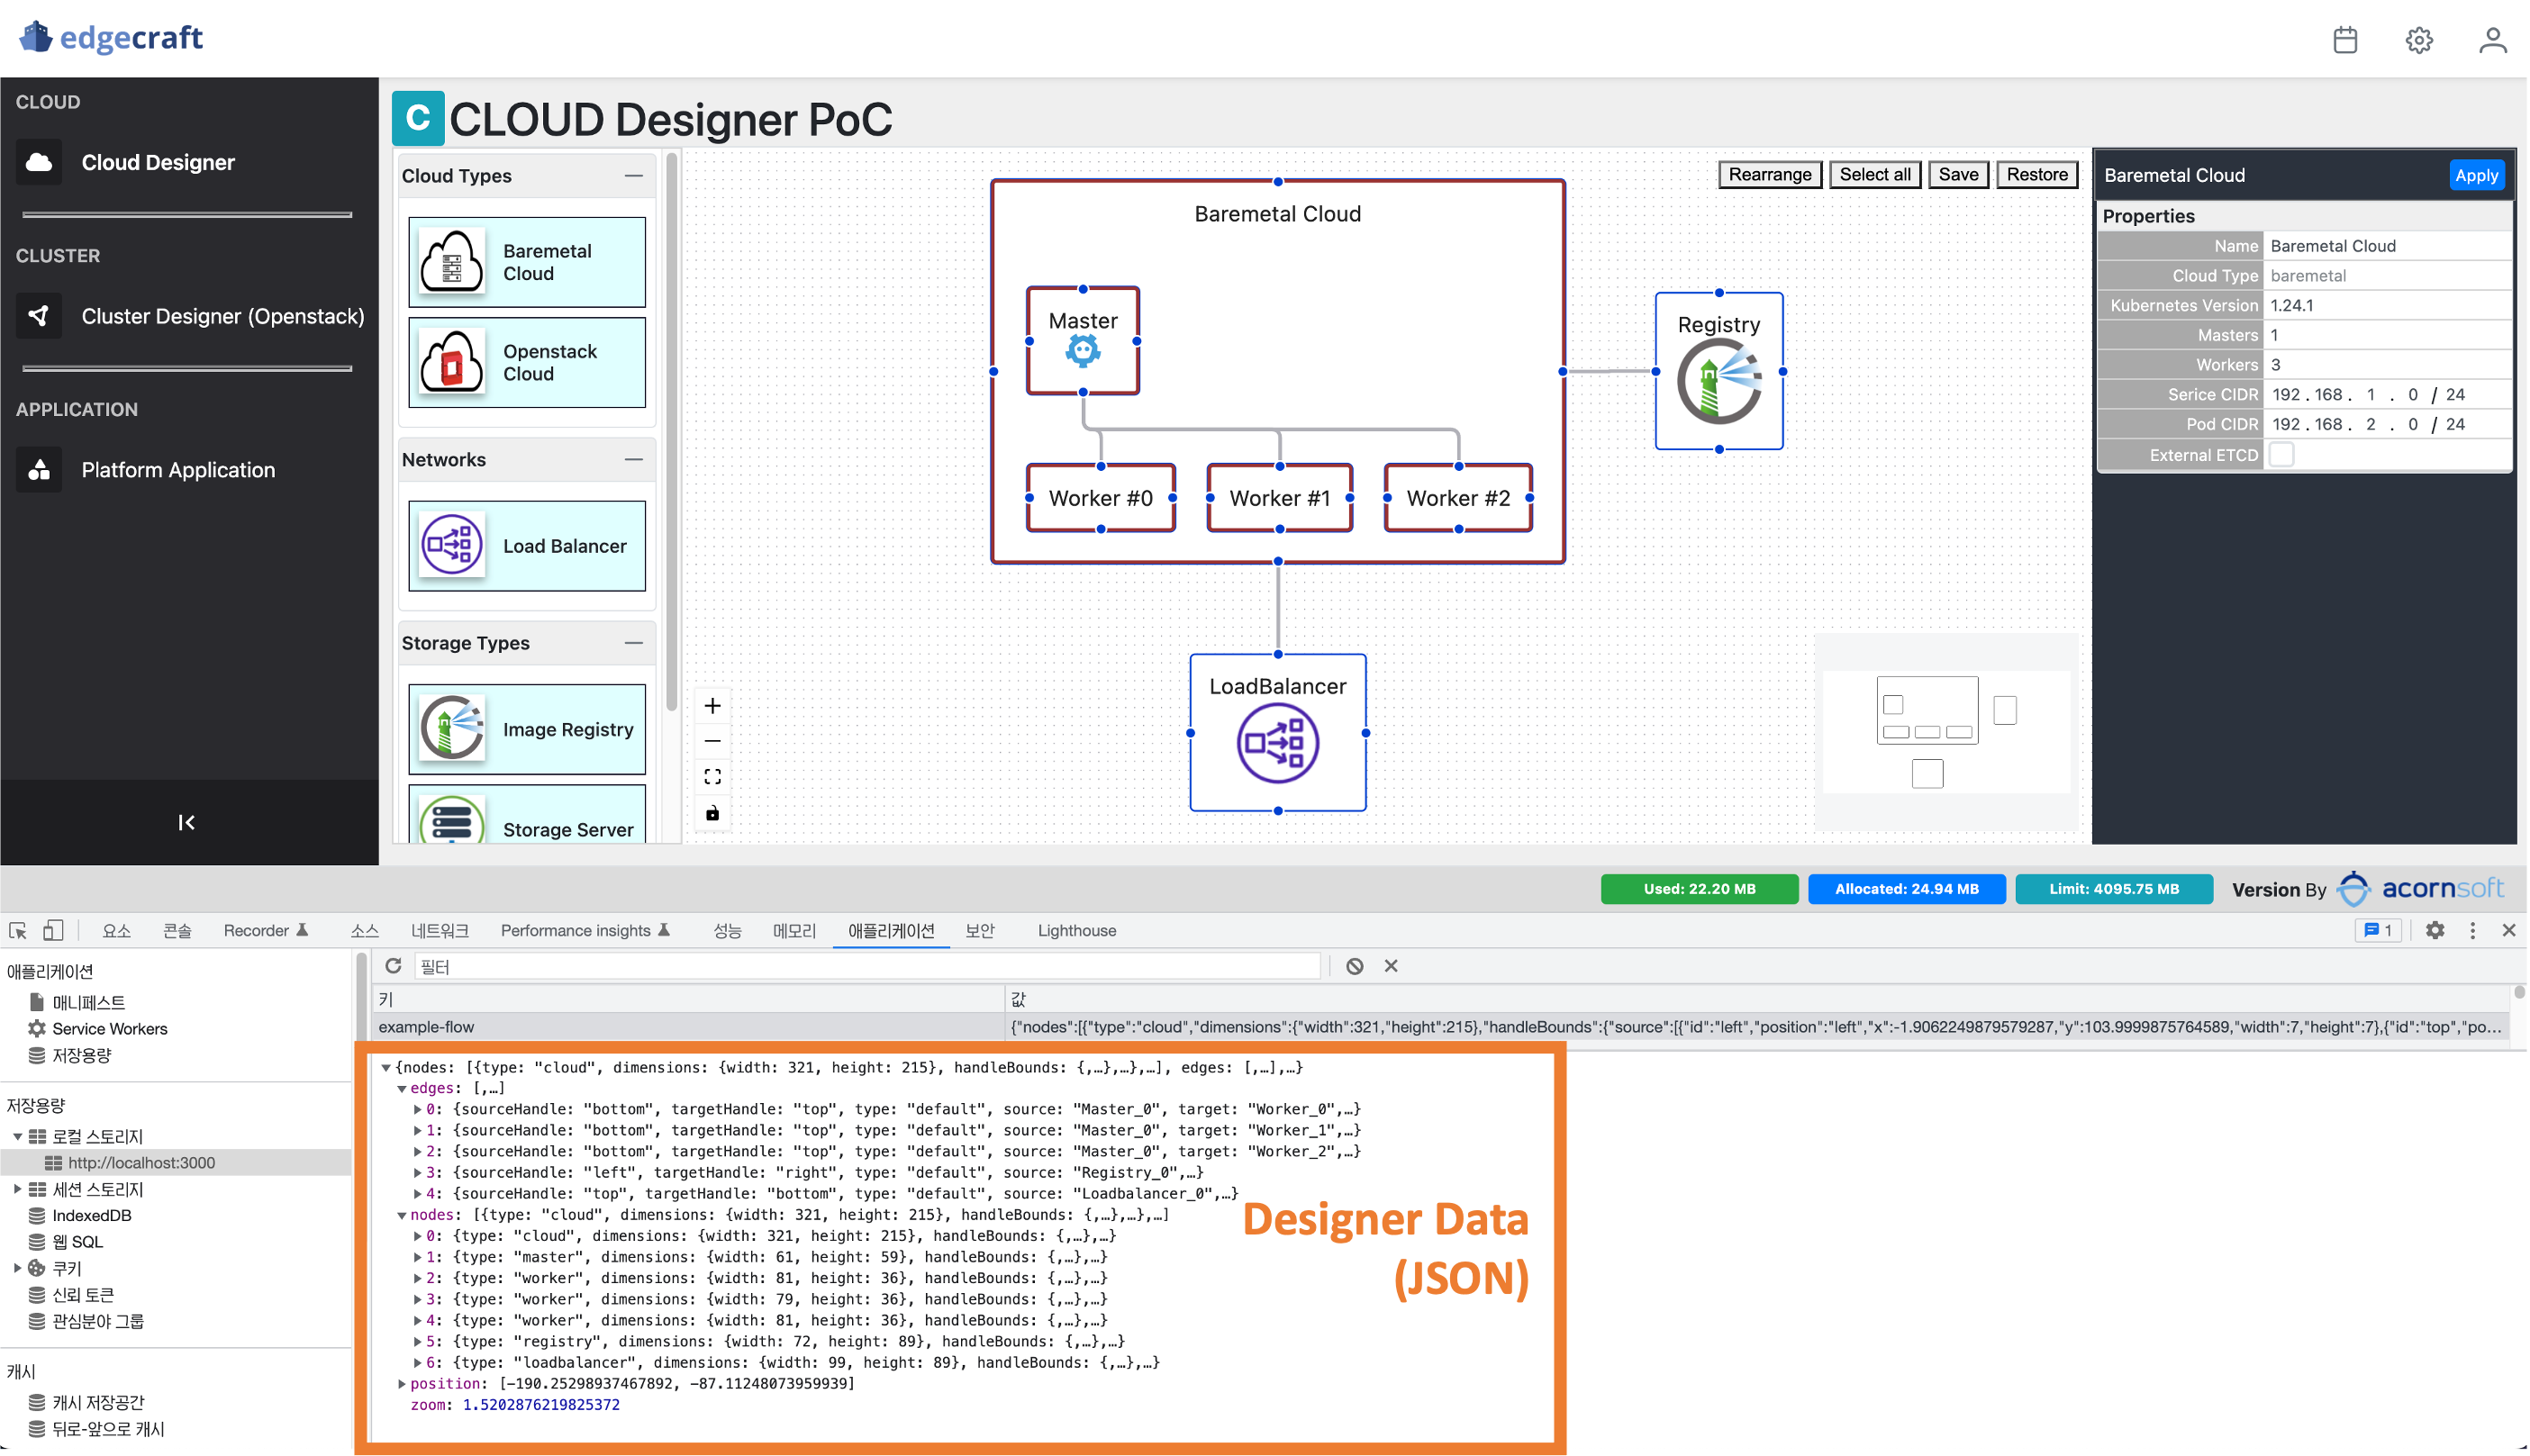 edgecraft
CLOUD
Cloud Designer
CLUSTER
Cluster Designer (Openstack)
APPLICATION
Platform Application
C CLOUD Designer PoC
Cloud Types
Baremetal
Cloud
Openstack
Cloud
Networks
Load Balancer
Storage Types
Image Registry
Storage Server
Rearrange Select all Save Restore
Baremetal Cloud
Master
Worker #0 Worker #1 Worker #2
Registry
LoadBalancer
Baremetal Cloud Apply
Properties
Name Baremetal Cloud
Cloud Type baremetal
Kubernetes Version 1.24.1
Masters 1
Workers 3
Serice CIDR 192 . 168 . 1 . 0 / 24
Pod CIDR 192 . 168 . 2 . 0 / 24
External ETCD
Used: 22.20 MB Allocated: 24.94 MB Limit: 4095.75 MB Version By acornsoft
요소 콘솔 Recorder 소스 네트워크 Performance insights 성능 메모리 애플리케이션 보안 Lighthouse 1
애플리케이션
매니페스트
Service Workers
저장용량
저장용량
로컬 스토리지
http://localhost:3000
세션 스토리지
IndexedDB
웹 SQL
쿠키
신뢰 토큰
관심분야 그룹
캐시
캐시 저장공간
뒤로-앞으로 캐시
필터
키 값
example-flow {"nodes":[{"type":"cloud","dimensions":{"width":321,"height":215},"handleBounds":{"source":[{"id":"left","position":"left","x":-1.9062249879579287,"y":103.9999875764589,"width":7,"height":7},{"id":"top","po…
{nodes: [{type: "cloud", dimensions: {width: 321, height: 215}, handleBounds: {,…},…},…], edges: [,…],…}
edges: [,…]
0: {sourceHandle: "bottom", targetHandle: "top", type: "default", source: "Master_0", target: "Worker_0",…}
1: {sourceHandle: "bottom", targetHandle: "top", type: "default", source: "Master_0", target: "Worker_1",…}
2: {sourceHandle: "bottom", targetHandle: "top", type: "default", source: "Master_0", target: "Worker_2",…}
3: {sourceHandle: "left", targetHandle: "right", type: "default", source: "Registry_0",…}
4: {sourceHandle: "top", targetHandle: "bottom", type: "default", source: "Loadbalancer_0",…}
nodes: [{type: "cloud", dimensions: {width: 321, height: 215}, handleBounds: {,…},…},…]
0: {type: "cloud", dimensions: {width: 321, height: 215}, handleBounds: {,…},…}
1: {type: "master", dimensions: {width: 61, height: 59}, handleBounds: {,…},…}
2: {type: "worker", dimensions: {width: 81, height: 36}, handleBounds: {,…},…}
3: {type: "worker", dimensions: {width: 79, height: 36}, handleBounds: {,…},…}
4: {type: "worker", dimensions: {width: 81, height: 36}, handleBounds: {,…},…}
5: {type: "registry", dimensions: {width: 72, height: 89}, handleBounds: {,…},…}
6: {type: "loadbalancer", dimensions: {width: 99, height: 89}, handleBounds: {,…},…}
position: [-190.25298937467892, -87.11248073959939]
zoom: 1.5202876219825372
Designer Data
(JSON)